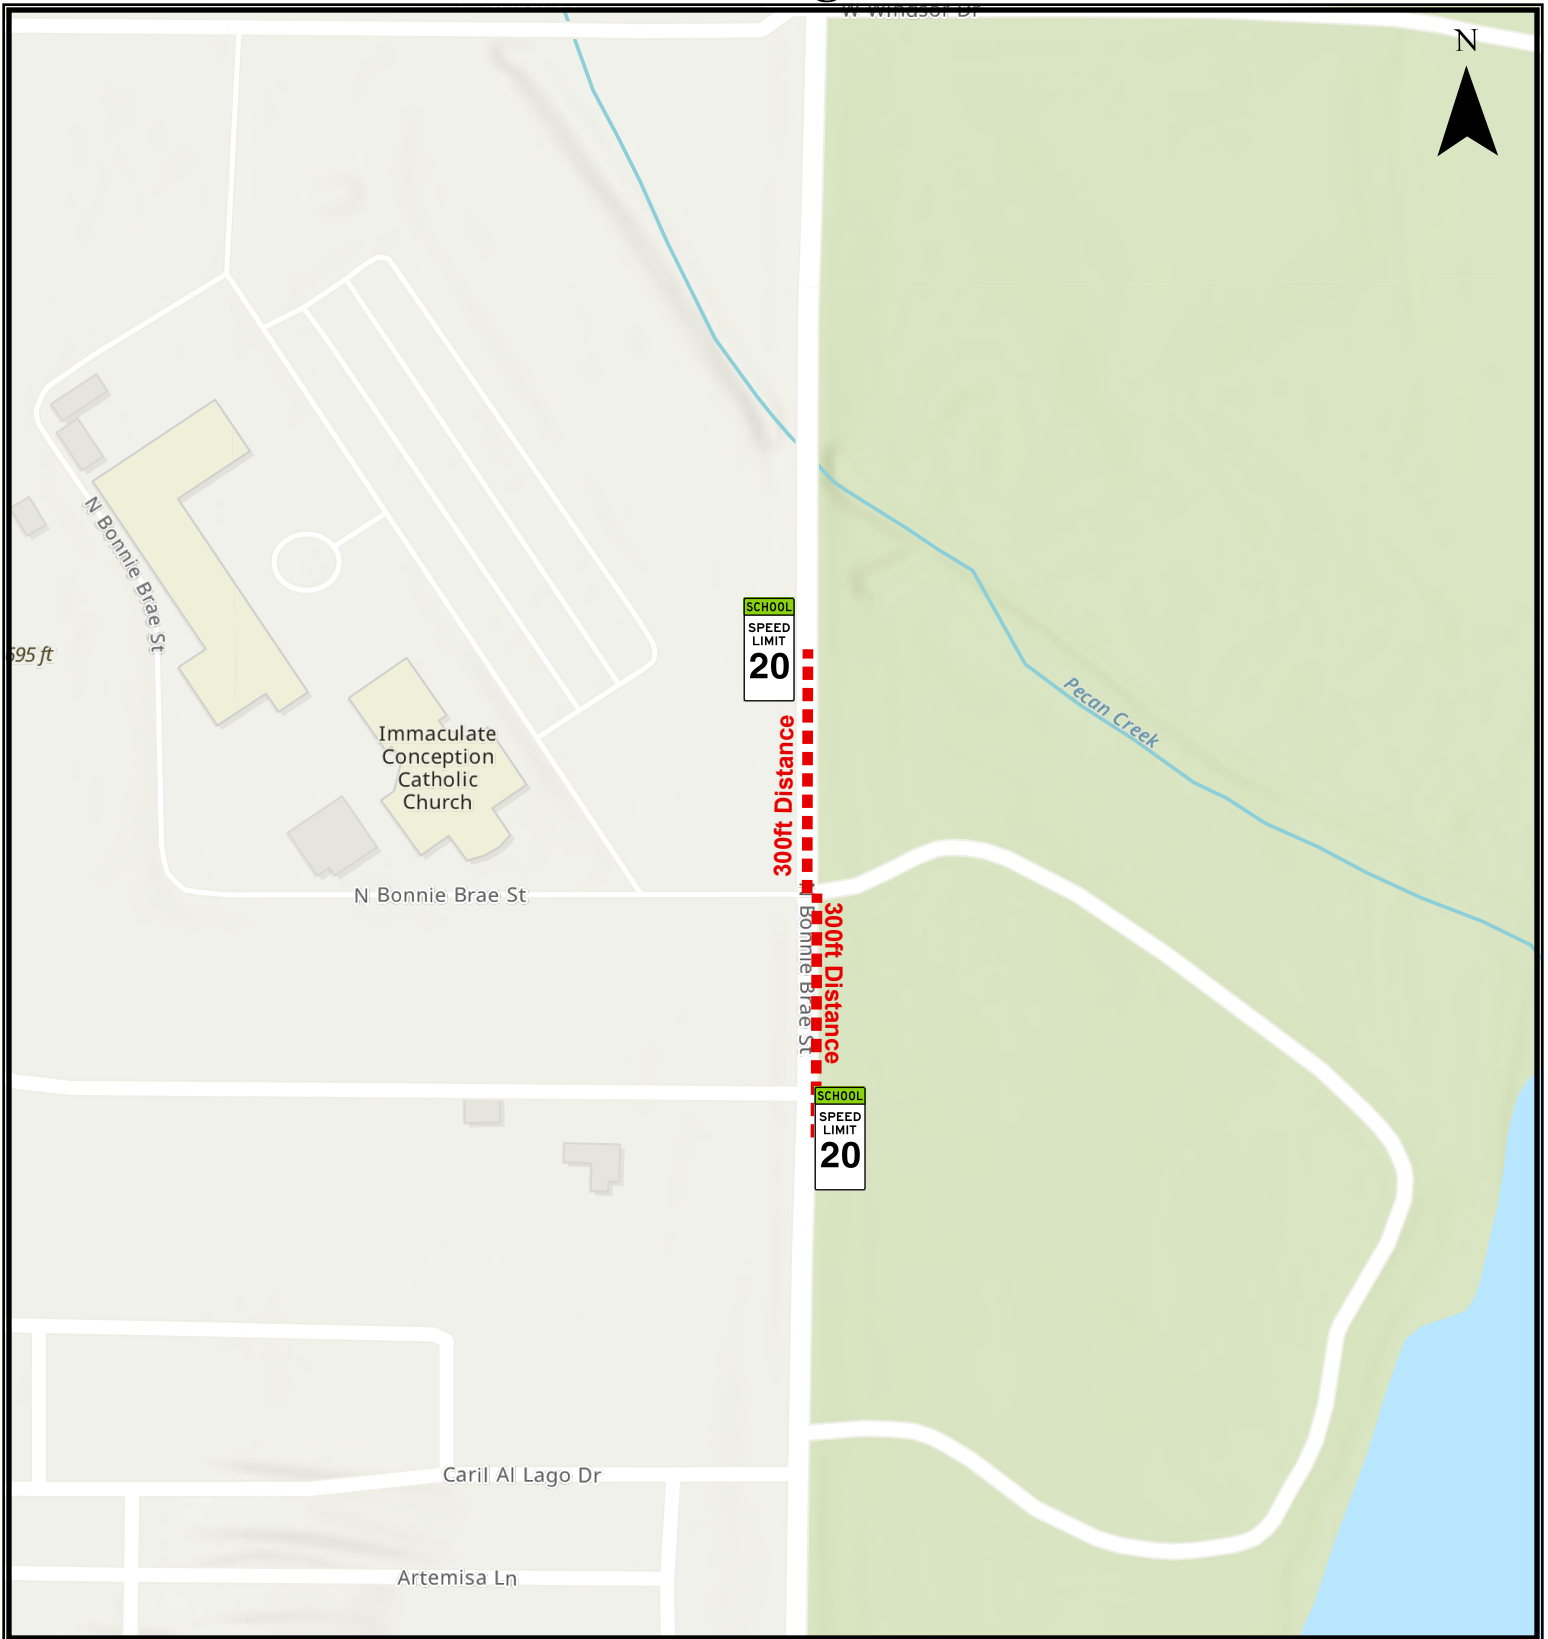 W Windsor Dr
N
N Bonnie Brae St
695 ft
SCHOOL
SPEED
LIMIT
20
Pecan Creek
300ft Distance
Immaculate
Conception
Catholic
Church
N Bonnie Brae St
N Bonnie Brae St
300ft Distance
SCHOOL
SPEED
LIMIT
20
Caril Al Lago Dr
Artemisa Ln